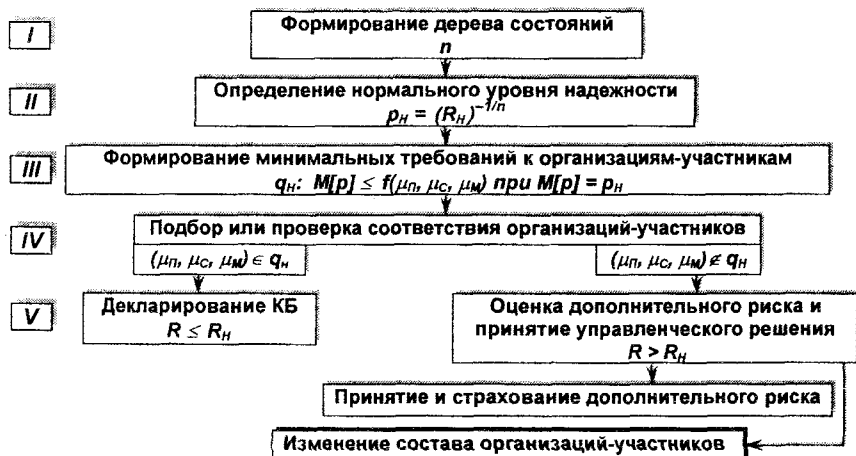 I
Формирование дерева состояний
n
II
Определение нормального уровня надежности
pН = (RН)^–1/n
III
Формирование минимальных требований к организациям-участникам
qН: M[p] ≤ f(μП, μС, μМ) при M[p] = pН
IV
Подбор или проверка соответствия организаций-участников
(μП, μС, μМ) ∈ qН
(μП, μС, μМ) ∉ qН
V
Декларирование КБ
R ≤ RН
Оценка дополнительного риска и
принятие управленческого решения
R > RН
Принятие и страхование дополнительного риска
Изменение состава организаций-участников